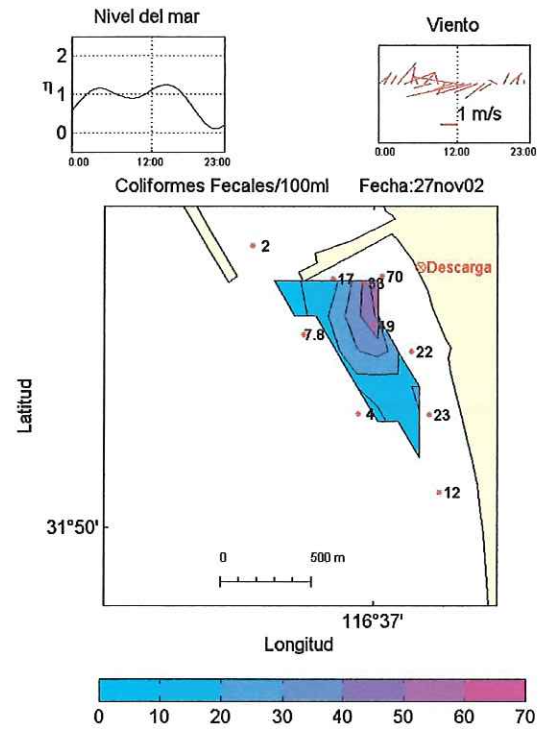 Nivel del mar
Viento
2
η 1
0
0:00 12:00 23:00
1 m/s
0:00 12:00 23:00
Coliformes Fecales/100ml Fecha:27nov02
2
17
33
70
Descarga
7.8
49
22
4
23
12
Latitud
31°50'
0 500 m
116°37'
Longitud
0 10 20 30 40 50 60 70